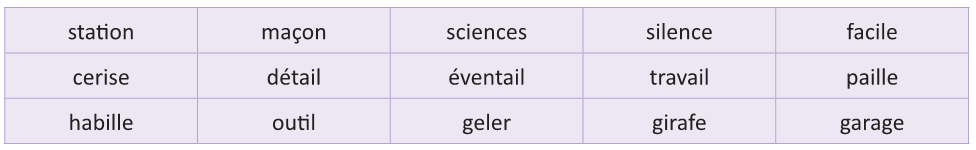 station maçon sciences silence facile
cerise détail éventail travail paille
habille outil geler girafe garage